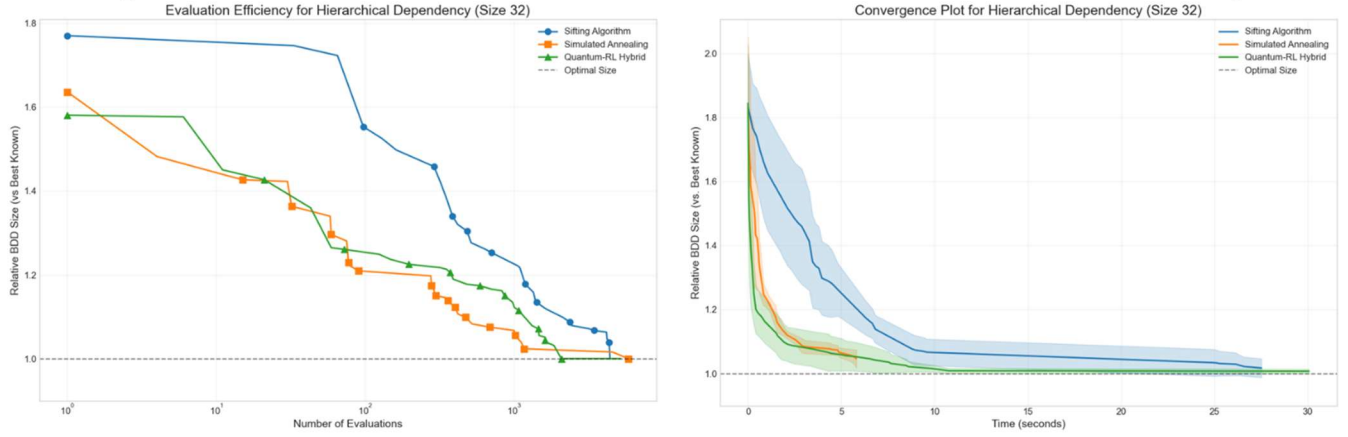 Evaluation Efficiency for Hierarchical Dependency (Size 32)
1.8
1.6
1.4
1.2
1.0
Relative BDD Size (vs Best Known)
Sifting Algorithm
Simulated Annealing
Quantum-RL Hybrid
Optimal Size
10⁰
10¹
10²
10³
Number of Evaluations
Convergence Plot for Hierarchical Dependency (Size 32)
2.0
1.8
1.6
1.4
1.2
1.0
Relative BDD Size (vs. Best Known)
Sifting Algorithm
Simulated Annealing
Quantum-RL Hybrid
Optimal Size
0
5
10
15
20
25
30
Time (seconds)